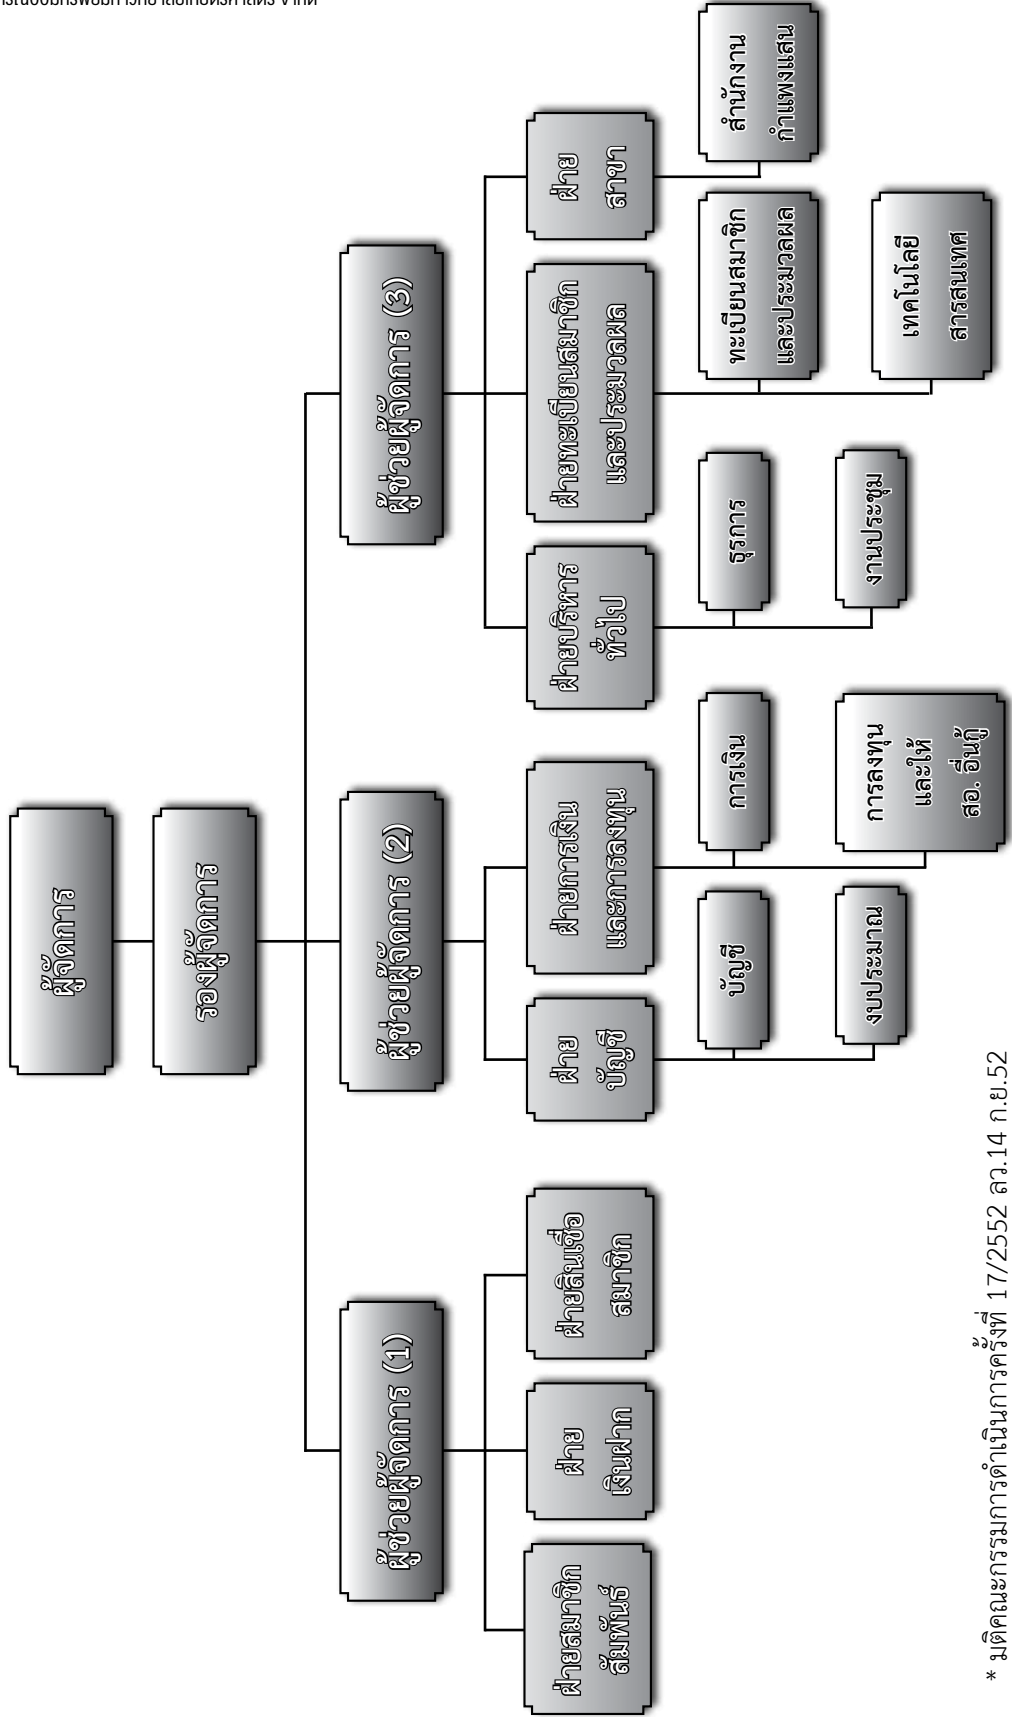 ผู้จัดการ
รองผู้จัดการ
ผู้ช่วยผู้จัดการ (1)
ผู้ช่วยผู้จัดการ (2)
ผู้ช่วยผู้จัดการ (3)
ฝ่ายสมาชิก
สัมพันธ์
ฝ่าย
เงินฝาก
ฝ่ายสินเชื่อ
สมาชิก
ฝ่าย
บัญชี
ฝ่ายการเงิน
และการลงทุน
ฝ่ายบริหาร
ทั่วไป
ฝ่ายทะเบียนสมาชิก
และประมวลผล
ฝ่าย
สาขา
บัญชี
งบประมาณ
การเงิน
การลงทุน
และให้
สอ. อื่นกู้
ธุรการ
งานประชุม
ทะเบียนสมาชิก
และประมวลผล
เทคโนโลยี
สารสนเทศ
สำนักงาน
กำแพงแสน
* มติคณะกรรมการดำเนินการครั้งที่ 17/2552 ลว.14 ก.ย.52